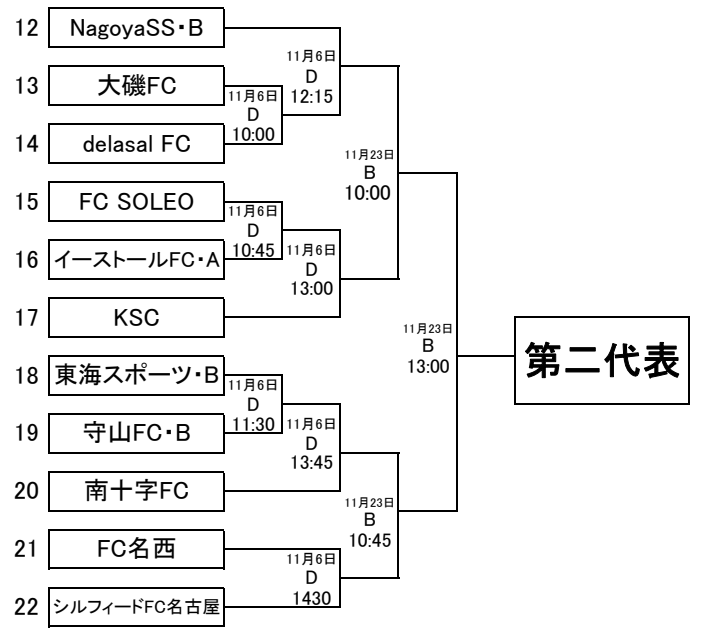 12 NagoyaSS・B
13 大磯FC
14 delasal FC
15 FC SOLEO
16 イーストールFC・A
17 KSC
18 東海スポーツ・B
19 守山FC・B
20 南十字FC
21 FC名西
22 シルフィードFC名古屋
11月6日
D
10:00
11月6日
D
10:45
11月6日
D
11:30
11月6日
D
12:15
11月6日
D
13:00
11月6日
D
13:45
11月6日
D
1430
11月23日
B
10:00
11月23日
B
10:45
11月23日
B
13:00
第二代表